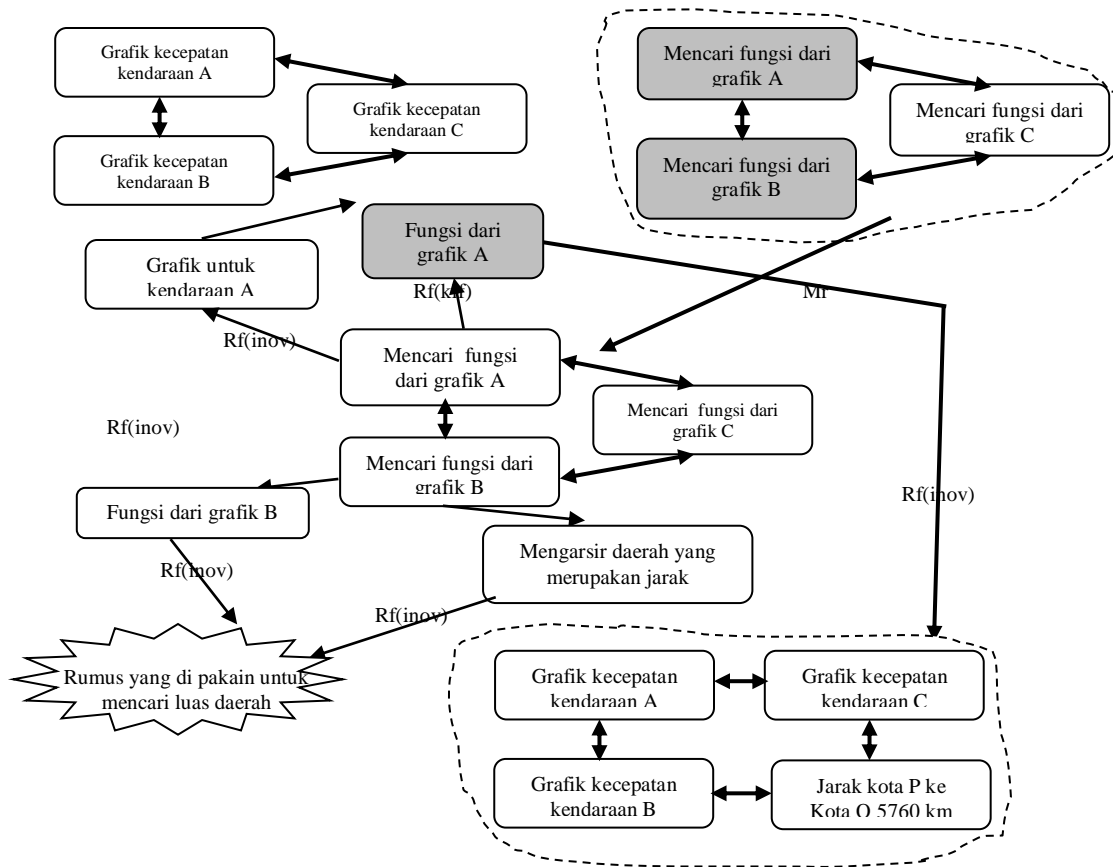 Grafik kecepatan
kendaraan A
Grafik kecepatan
kendaraan C
Grafik kecepatan
kendaraan B
Mencari fungsi dari
grafik A
Mencari fungsi dari
grafik C
Mencari fungsi dari
grafik B
Fungsi dari
grafik A
Grafik untuk
kendaraan A
Rf(klf)
Mr
Rf(inov)
Mencari fungsi
dari grafik A
Mencari fungsi dari
grafik C
Rf(inov)
Mencari fungsi dari
grafik B
Rf(inov)
Fungsi dari grafik B
Mengarsir daerah yang
merupakan jarak
Rf(inov)
Rf(inov)
Rumus yang di pakain untuk
mencari luas daerah
Grafik kecepatan
kendaraan A
Grafik kecepatan
kendaraan C
Grafik kecepatan
kendaraan B
Jarak kota P ke
Kota Q 5760 km